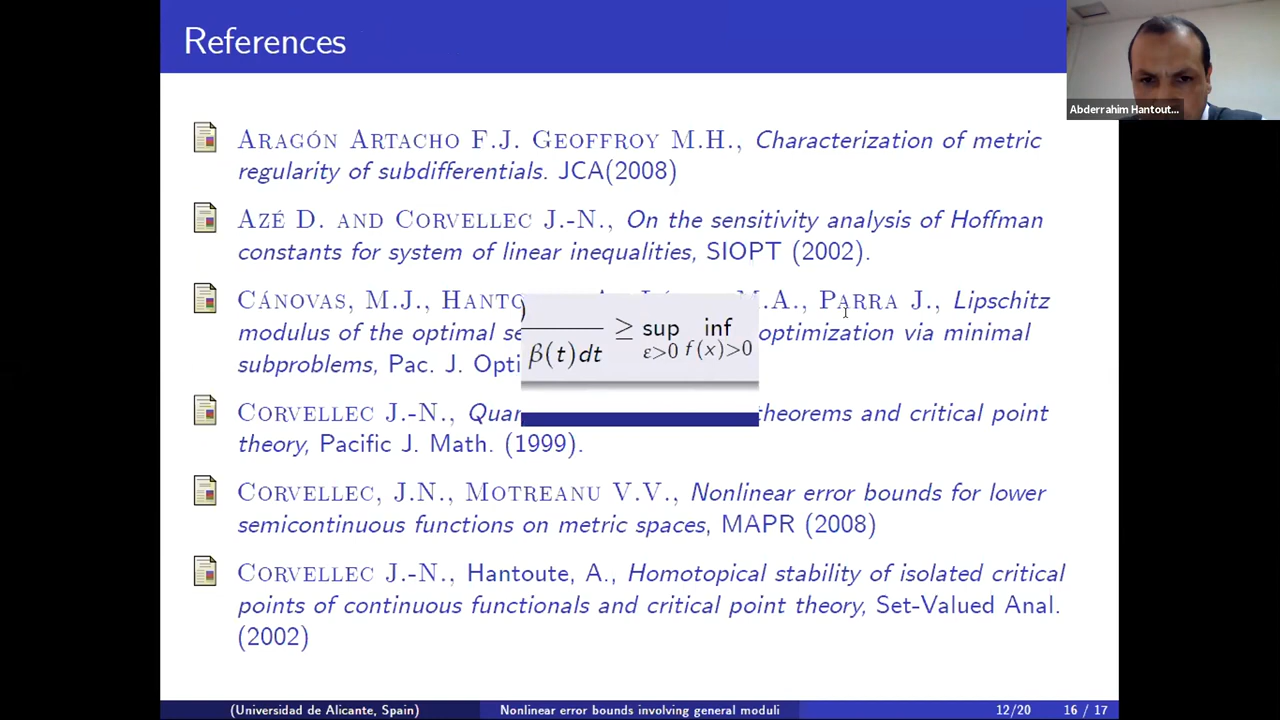 References
Abderrahim Hantout...
ARAGÓN ARTACHO F.J. GEOFFROY M.H., Characterization of metric
regularity of subdifferentials. JCA(2008)
AZÉ D. AND CORVELLEC J.-N., On the sensitivity analysis of Hoffman
constants for system of linear inequalities, SIOPT (2002).
CÁNOVAS, M.J., M.A., PARRA J., Lipschitz
modulus of the optimal optimization via minimal
subproblems, Pac. J.
) / β(t)dt ≥ sup ε>0 inf f(x)>0
CORVELLEC J.-N., theorems and critical point
theory, Pacific J. Math. (1999).
CORVELLEC, J.N., MOTREANU V.V., Nonlinear error bounds for lower
semicontinuous functions on metric spaces, MAPR (2008)
CORVELLEC J.-N., Hantoute, A., Homotopical stability of isolated critical
points of continuous functionals and critical point theory, Set-Valued Anal.
(2002)
(Universidad de Alicante, Spain) Nonlinear error bounds involving general moduli 12/20 16 / 17